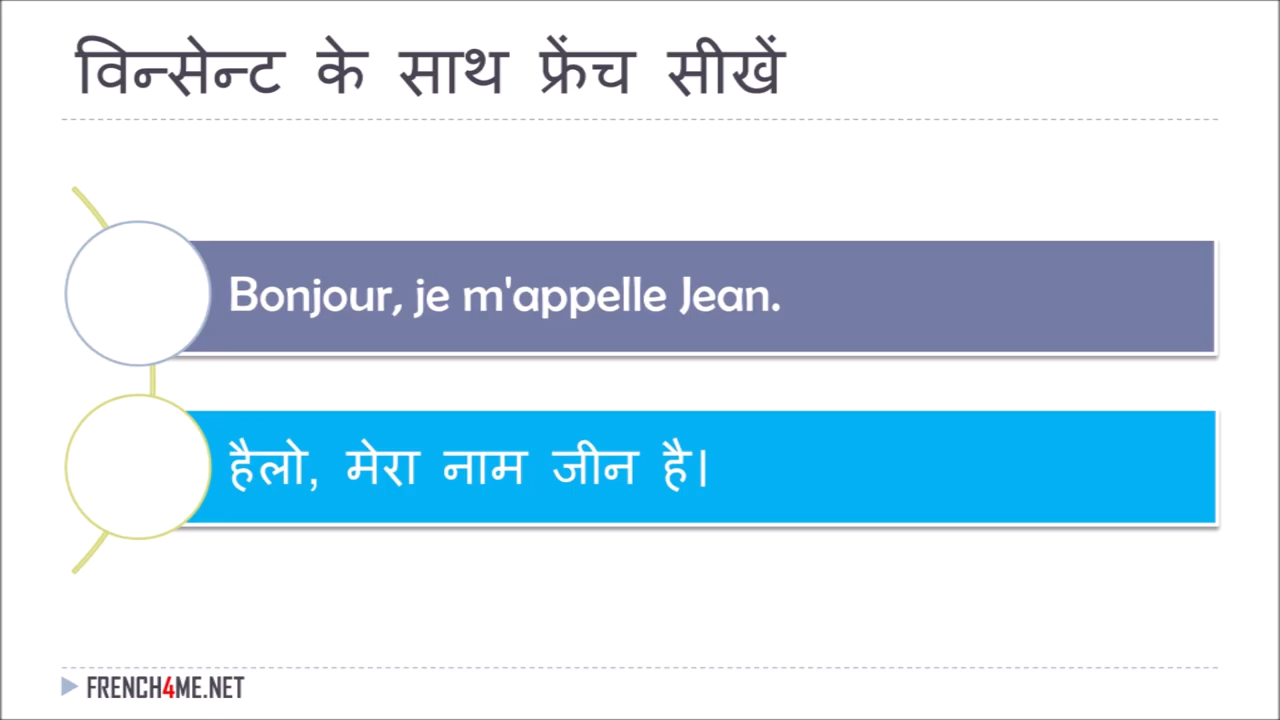 विन्सेन्ट के साथ फ्रेंच सीखें
Bonjour, je m'appelle Jean.
हैलो, मेरा नाम जीन है।
FRENCH4ME.NET